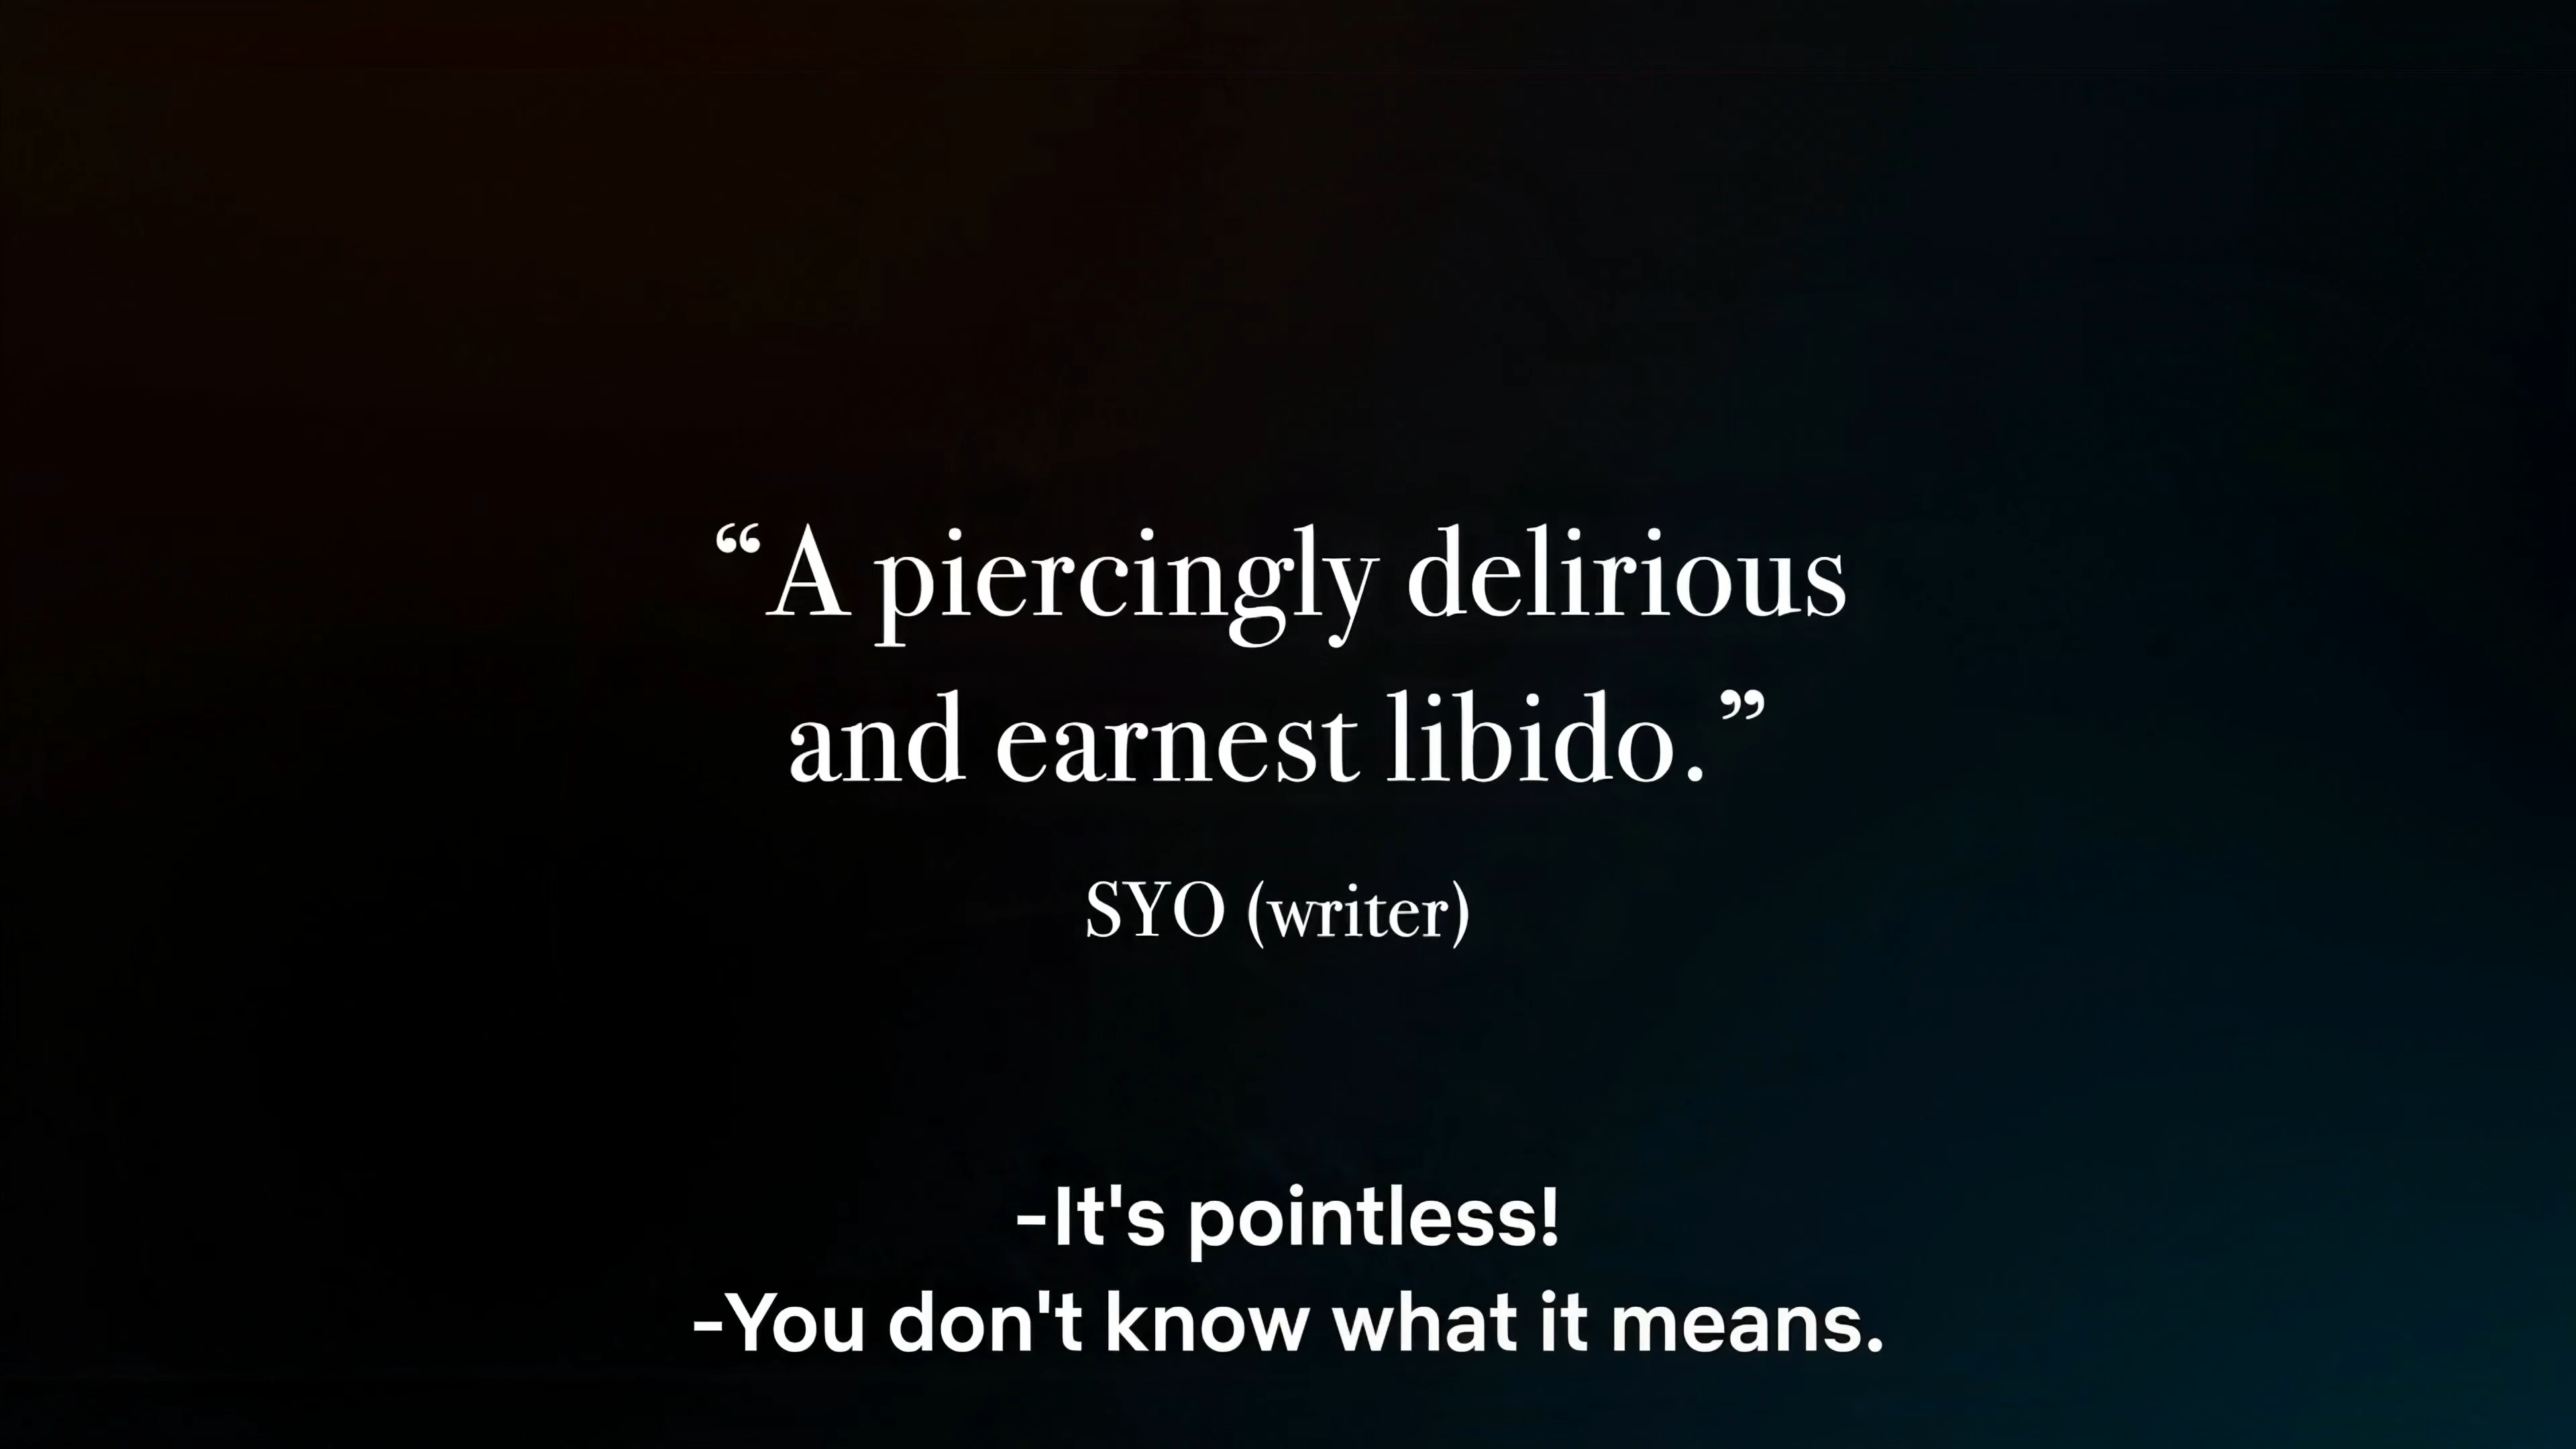 “A piercingly delirious
and earnest libido.”
SYO (writer)
-It's pointless!
-You don't know what it means.